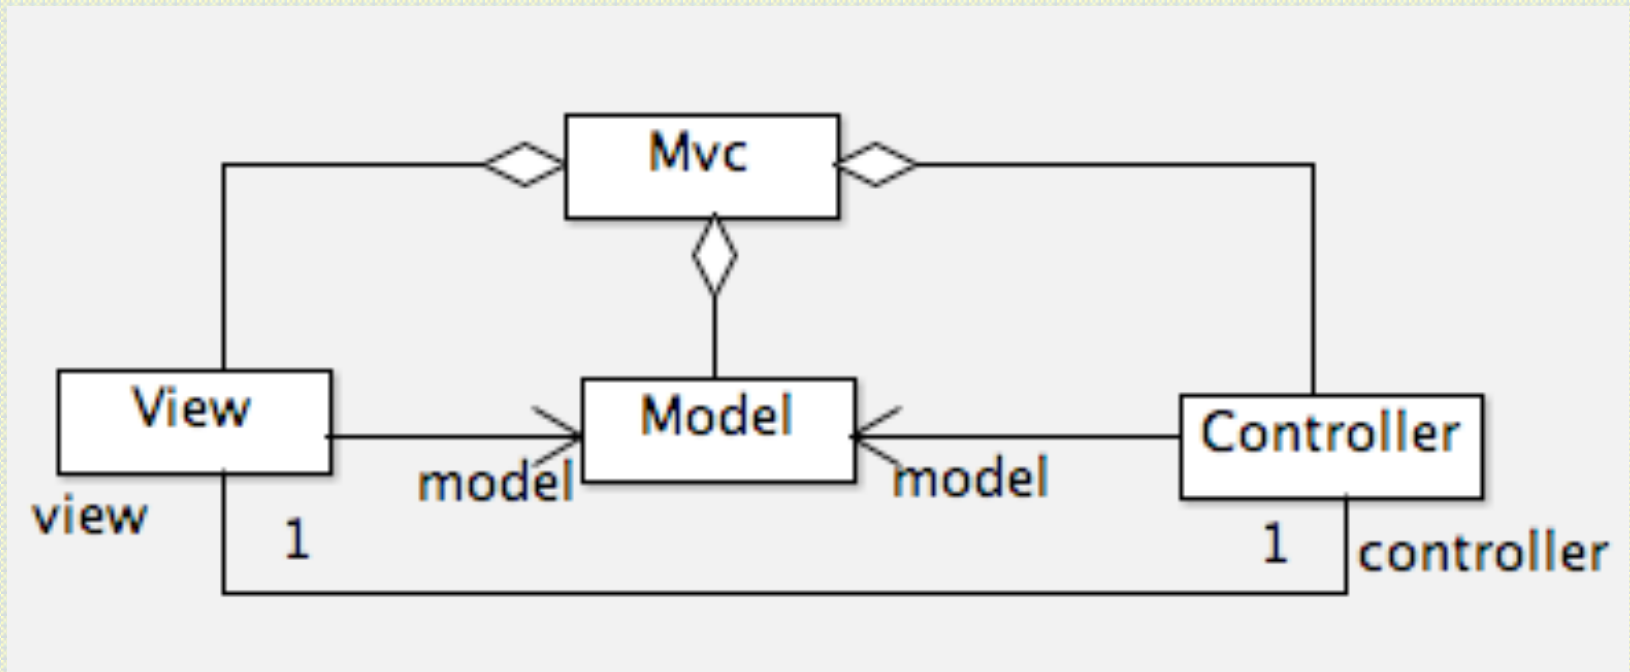 Mvc
View
Model
Controller
model
model
view
1
1
controller